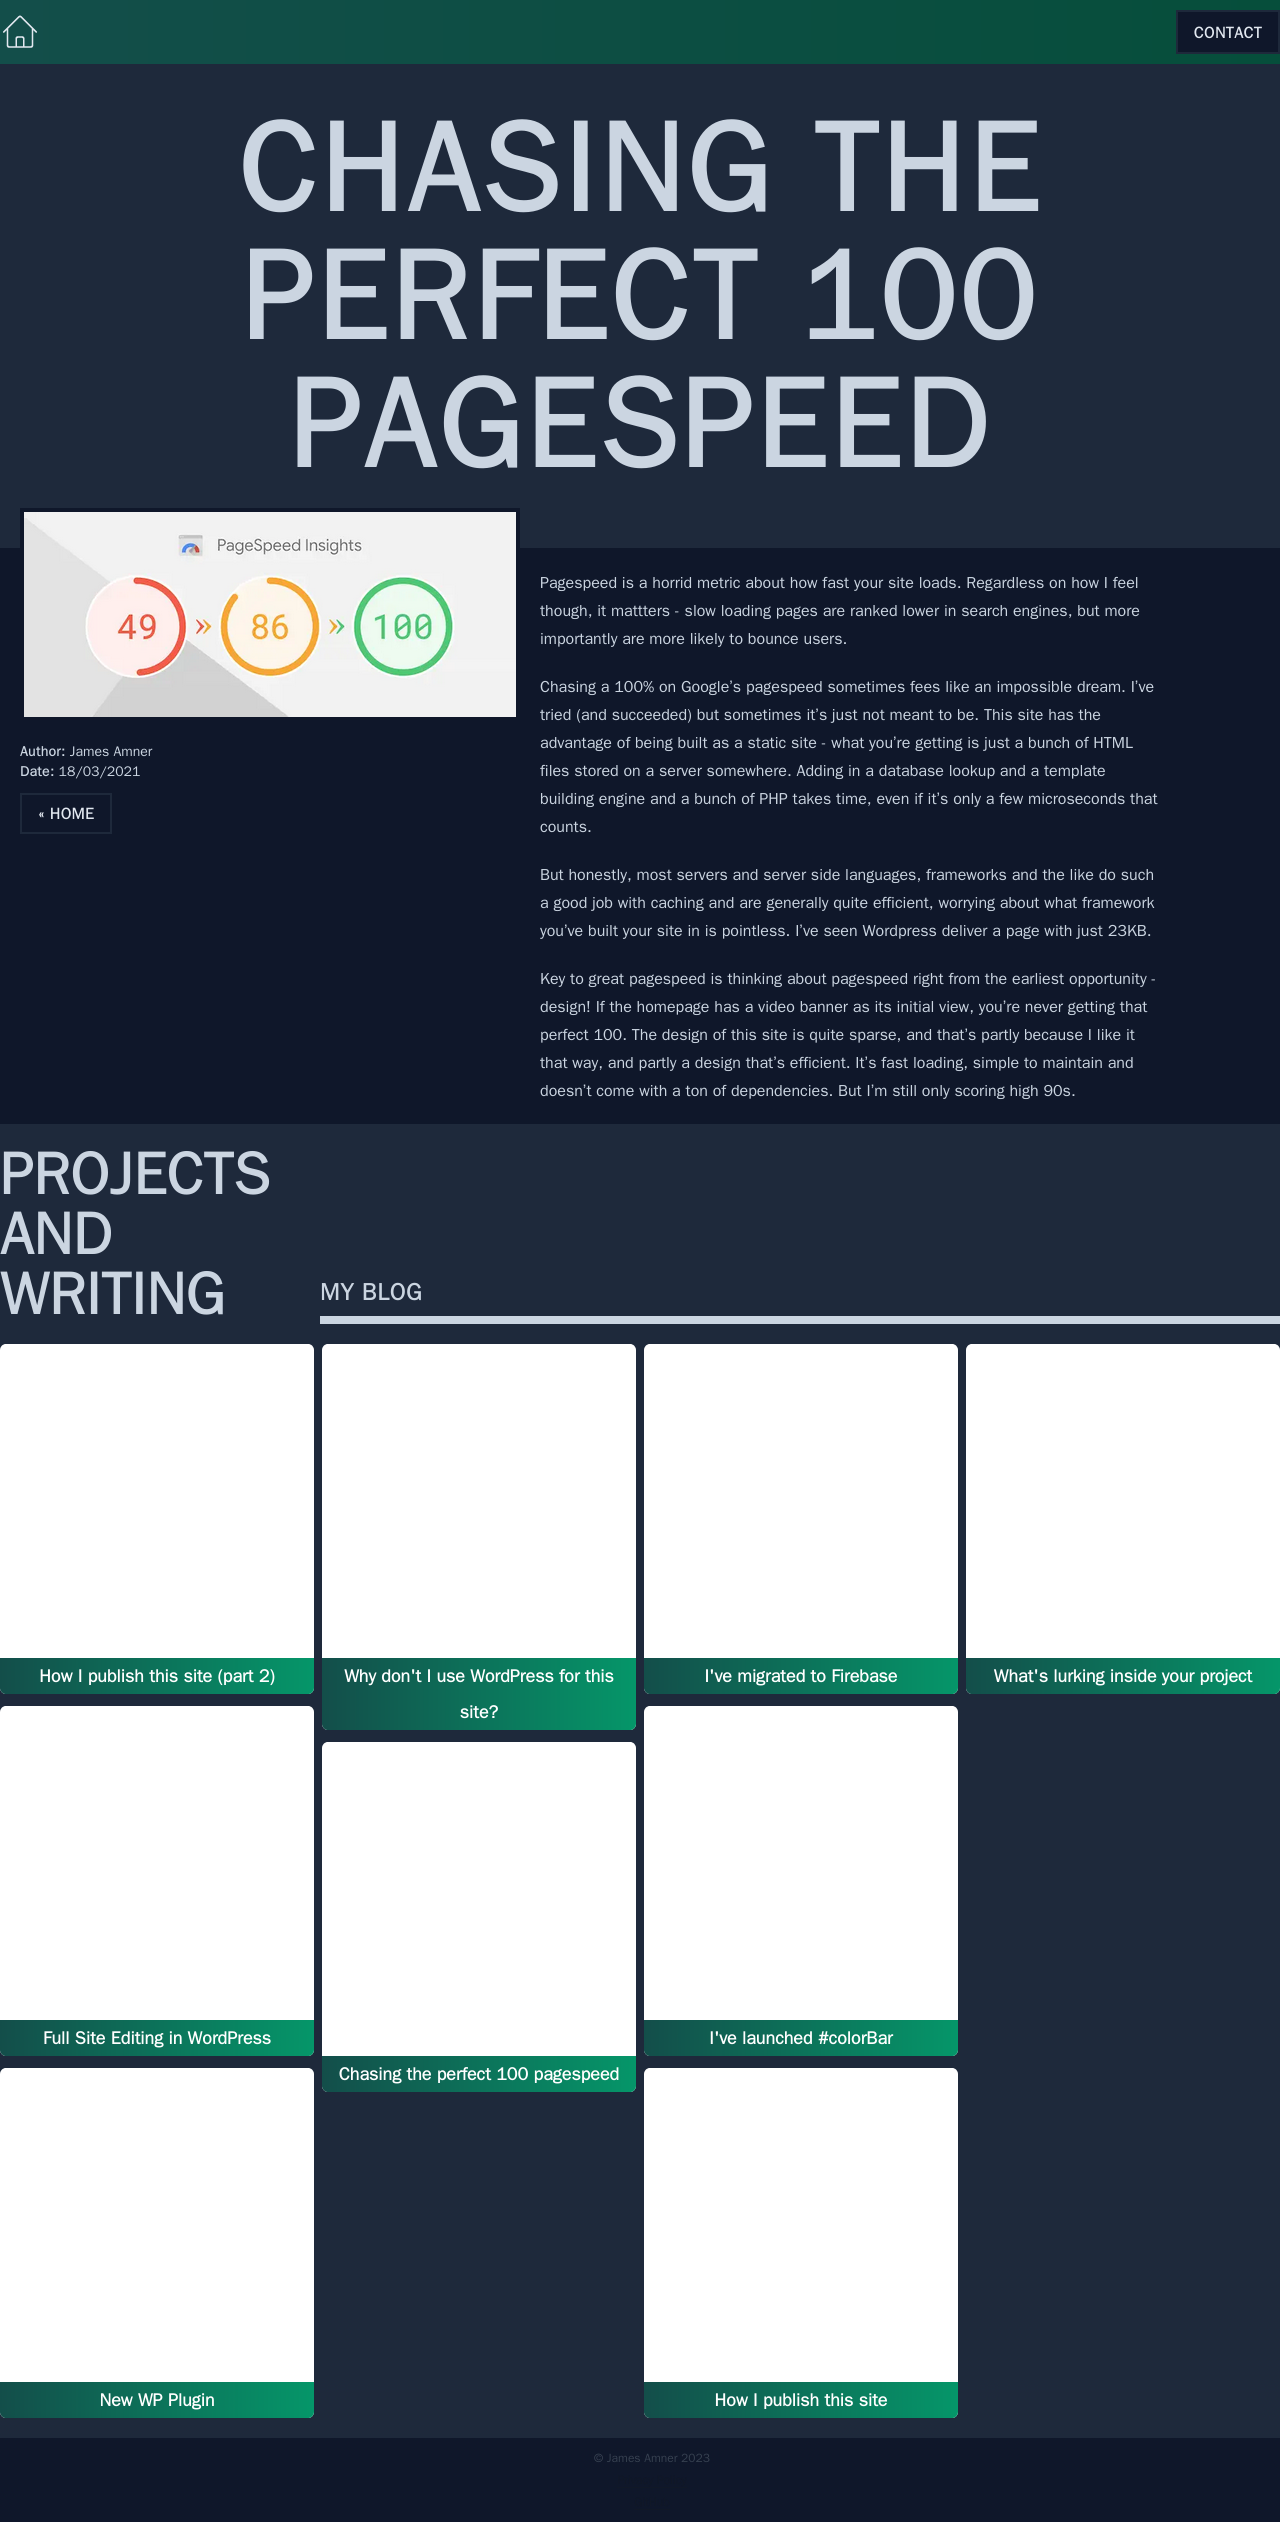 CONTACT
CHASING THE
PERFECT 100
PAGESPEED
PageSpeed Insights
49 » 86 » 100
Author: James Amner
Date: 18/03/2021
« HOME
Pagespeed is a horrid metric about how fast your site loads. Regardless on how I feel
though, it mattters - slow loading pages are ranked lower in search engines, but more
importantly are more likely to bounce users.
Chasing a 100% on Google's pagespeed sometimes fees like an impossible dream. I've
tried (and succeeded) but sometimes it's just not meant to be. This site has the
advantage of being built as a static site - what you're getting is just a bunch of HTML
files stored on a server somewhere. Adding in a database lookup and a template
building engine and a bunch of PHP takes time, even if it's only a few microseconds that
counts.
But honestly, most servers and server side languages, frameworks and the like do such
a good job with caching and are generally quite efficient, worrying about what framework
you've built your site in is pointless. I've seen Wordpress deliver a page with just 23KB.
Key to great pagespeed is thinking about pagespeed right from the earliest opportunity -
design! If the homepage has a video banner as its initial view, you're never getting that
perfect 100. The design of this site is quite sparse, and that's partly because I like it
that way, and partly a design that's efficient. It's fast loading, simple to maintain and
doesn't come with a ton of dependencies. But I'm still only scoring high 90s.
PROJECTS
AND
WRITING
MY BLOG
How I publish this site (part 2)
Why don't I use WordPress for this
site?
I've migrated to Firebase
What's lurking inside your project
Full Site Editing in WordPress
Chasing the perfect 100 pagespeed
I've launched #colorBar
New WP Plugin
How I publish this site
© James Amner 2023